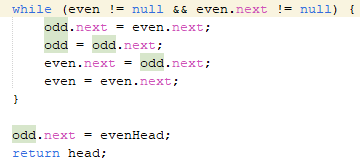 while (even != null && even.next != null) {
    odd.next = even.next;
    odd = odd.next;
    even.next = odd.next;
    even = even.next;
}

odd.next = evenHead;
return head;